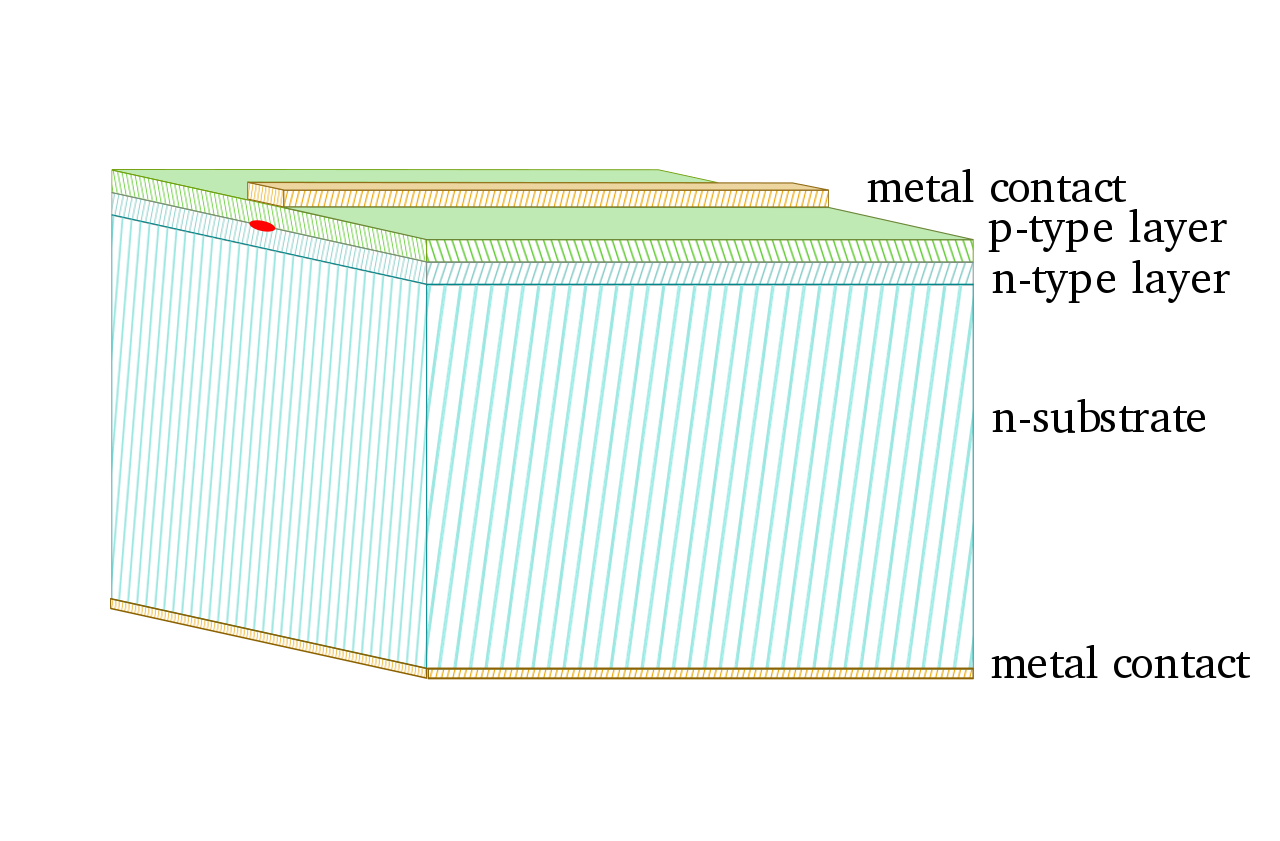 metal contact
p-type layer
n-type layer
n-substrate
metal contact